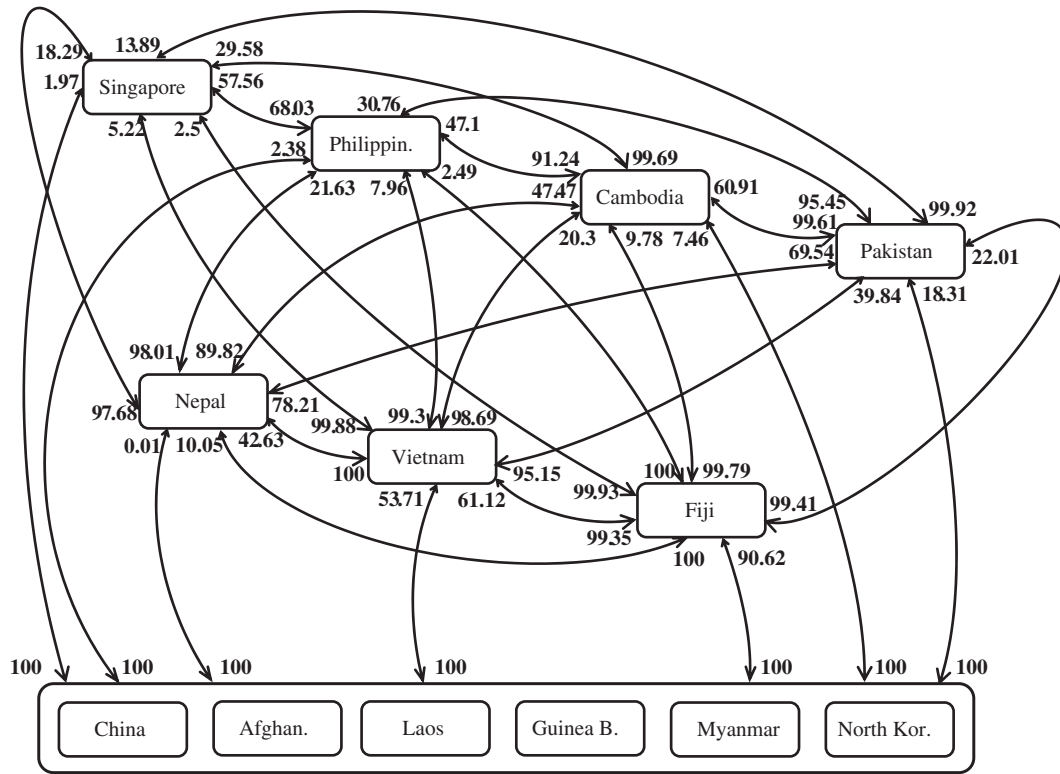 18.29 13.89 29.58
1.97 Singapore 57.56
5.22 2.5 68.03 30.76 47.1
2.38 Philippin. 2.49
21.63 7.96 91.24 99.69
47.47 Cambodia 60.91
20.3 9.78 7.46 95.45 99.92
99.61
69.54 Pakistan 22.01
39.84 18.31
98.01 89.82
97.68 Nepal 78.21
0.01 10.05 42.63 99.88 99.3 98.69
100 Vietnam 95.15
53.71 61.12 99.93 100 99.79
99.35 Fiji 99.41
100 90.62
100 100 100 100 100 100 100
China Afghan. Laos Guinea B. Myanmar North Kor.